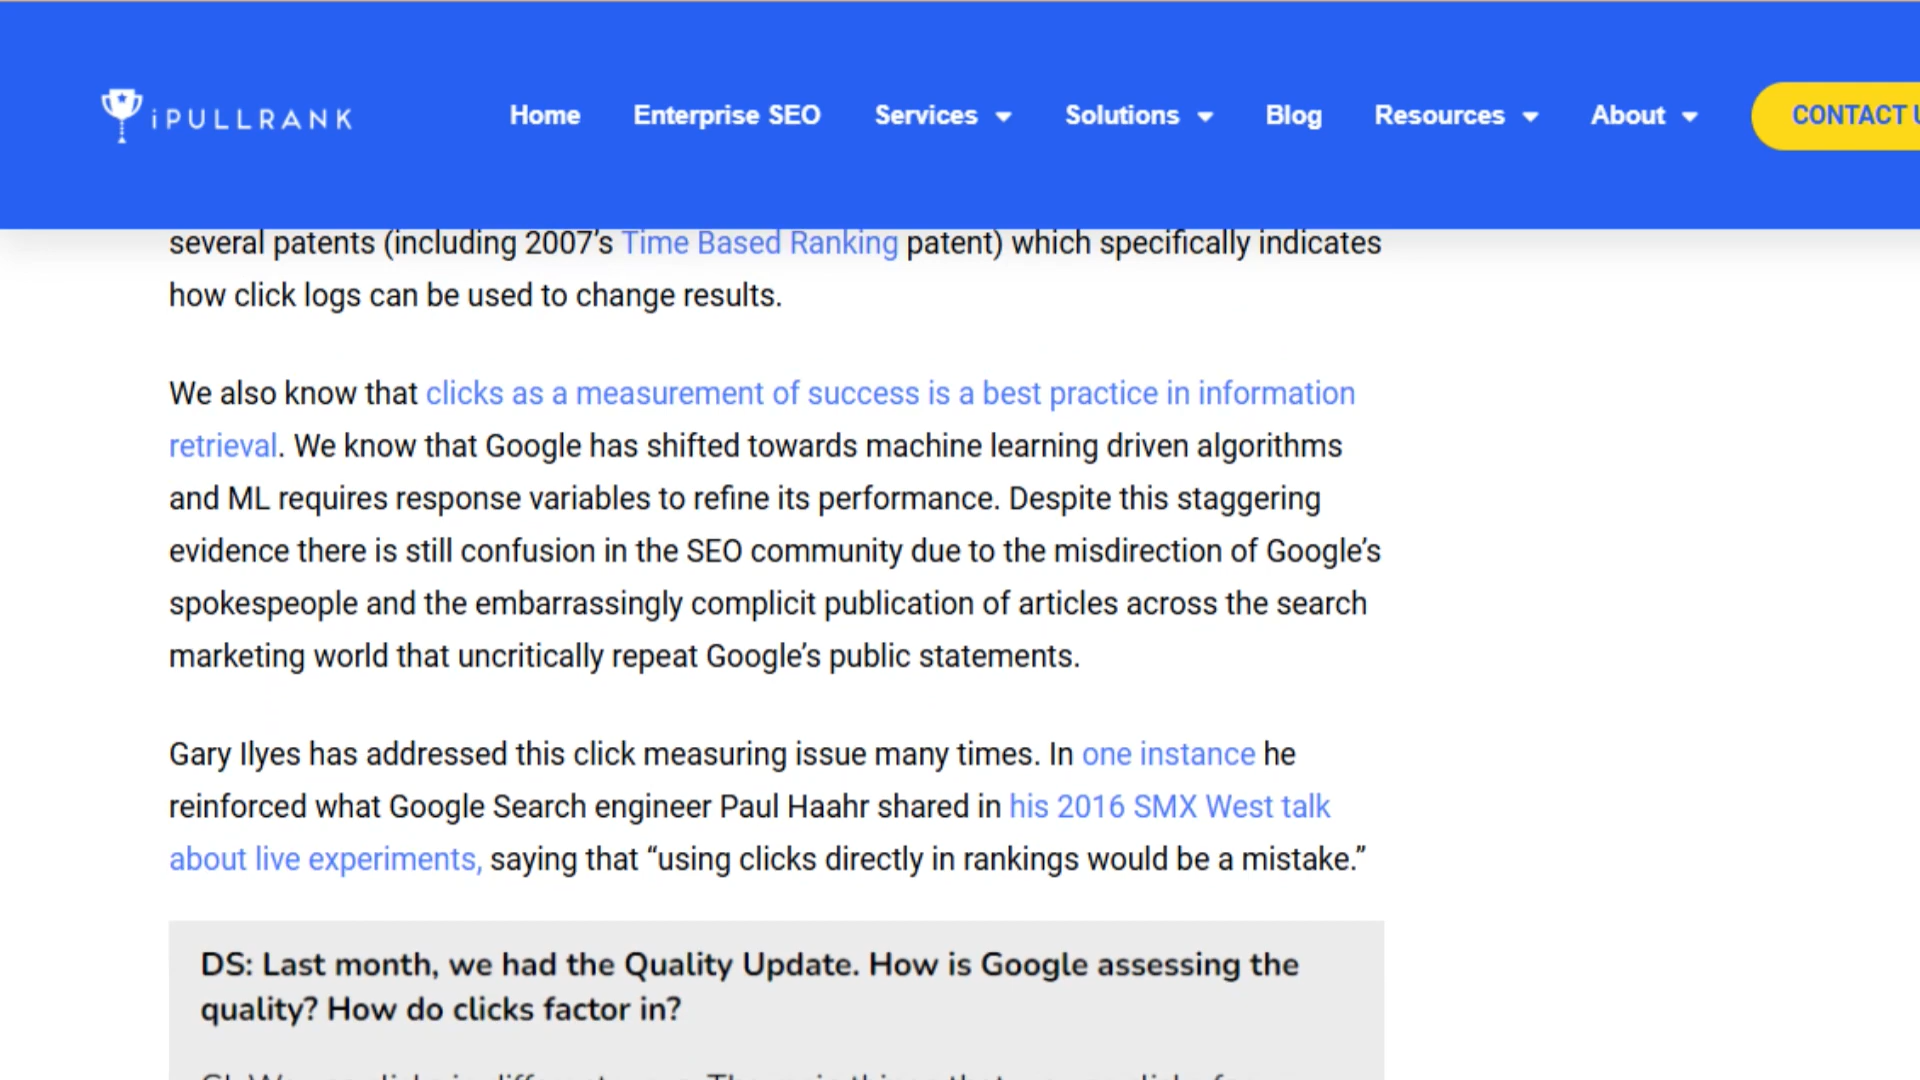 iPULLRANK
Home Enterprise SEO Services Solutions Blog Resources About CONTACT
several patents (including 2007’s Time Based Ranking patent) which specifically indicates
how click logs can be used to change results.
We also know that clicks as a measurement of success is a best practice in information
retrieval. We know that Google has shifted towards machine learning driven algorithms
and ML requires response variables to refine its performance. Despite this staggering
evidence there is still confusion in the SEO community due to the misdirection of Google’s
spokespeople and the embarrassingly complicit publication of articles across the search
marketing world that uncritically repeat Google’s public statements.
Gary Ilyes has addressed this click measuring issue many times. In one instance he
reinforced what Google Search engineer Paul Haahr shared in his 2016 SMX West talk
about live experiments, saying that “using clicks directly in rankings would be a mistake.”
DS: Last month, we had the Quality Update. How is Google assessing the
quality? How do clicks factor in?